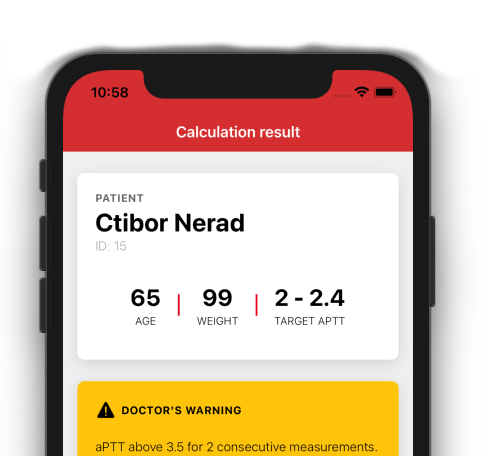 10:58
Calculation result
PATIENT
Ctibor Nerad
ID: 15
65 99 2 - 2.4
AGE WEIGHT TARGET APTT
DOCTOR'S WARNING
aPTT above 3.5 for 2 consecutive measurements.